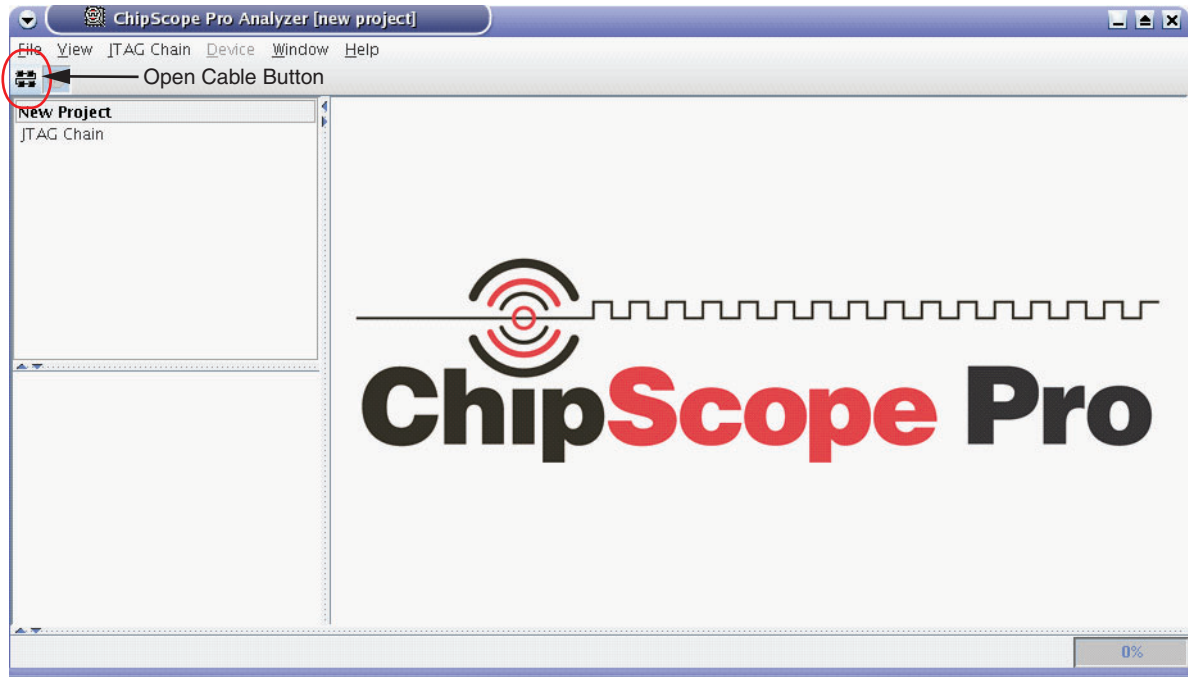 ChipScope Pro Analyzer [new project]
File View JTAG Chain Device Window Help
Open Cable Button
New Project
JTAG Chain
ChipScope Pro
0%